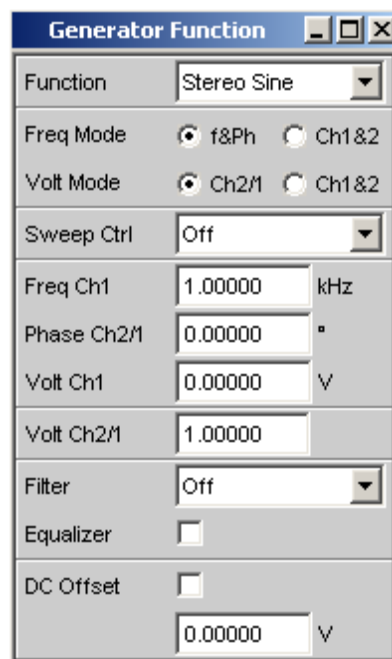 Generator Function
Function Stereo Sine
Freq Mode f&Ph Ch1&2
Volt Mode Ch2/1 Ch1&2
Sweep Ctrl Off
Freq Ch1 1.00000 kHz
Phase Ch2/1 0.00000 °
Volt Ch1 0.00000 V
Volt Ch2/1 1.00000
Filter Off
Equalizer
DC Offset
0.00000 V